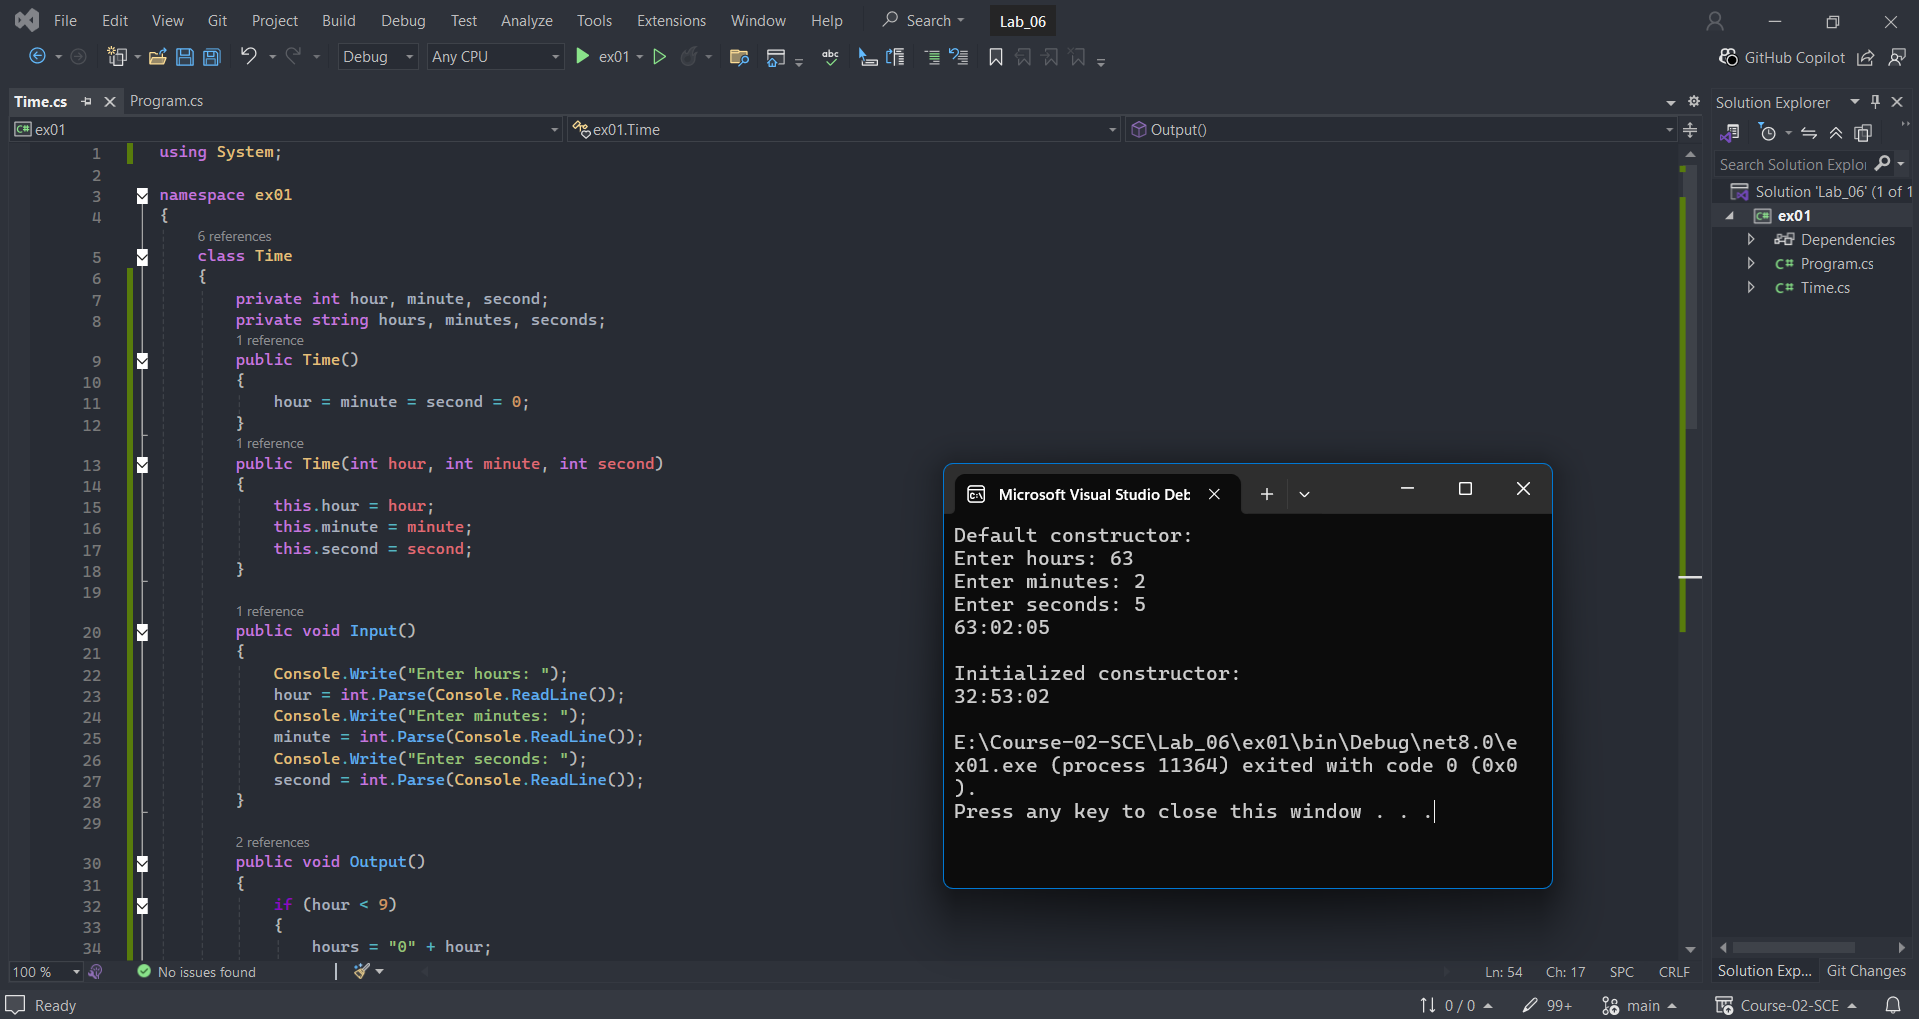 File Edit View Git Project Build Debug Test Analyze Tools Extensions Window Help Search Lab_06
Debug Any CPU ex01 abc GitHub Copilot
Time.cs Program.cs
ex01 ex01.Time Output()
1 using System;
2
3 namespace ex01
4 {
6 references
5 class Time
6 {
7 private int hour, minute, second;
8 private string hours, minutes, seconds;
1 reference
9 public Time()
10 {
11 hour = minute = second = 0;
12 }
1 reference
13 public Time(int hour, int minute, int second)
14 {
15 this.hour = hour;
16 this.minute = minute;
17 this.second = second;
18 }
19
1 reference
20 public void Input()
21 {
22 Console.Write("Enter hours: ");
23 hour = int.Parse(Console.ReadLine());
24 Console.Write("Enter minutes: ");
25 minute = int.Parse(Console.ReadLine());
26 Console.Write("Enter seconds: ");
27 second = int.Parse(Console.ReadLine());
28 }
29
2 references
30 public void Output()
31 {
32 if (hour < 9)
33 {
34 hours = "0" + hour;
Microsoft Visual Studio Deb
Default constructor:
Enter hours: 63
Enter minutes: 2
Enter seconds: 5
63:02:05
Initialized constructor:
32:53:02
E:\Course-02-SCE\Lab_06\ex01\bin\Debug\net8.0\e
x01.exe (process 11364) exited with code 0 (0x0
).
Press any key to close this window . . .
Solution Explorer
Search Solution Explo
Solution 'Lab_06' (1 of 1
C# ex01
Dependencies
C# Program.cs
C# Time.cs
100 % No issues found Ln: 54 Ch: 17 SPC CRLF
Solution Exp... Git Changes
Ready 0 / 0 99+ main Course-02-SCE